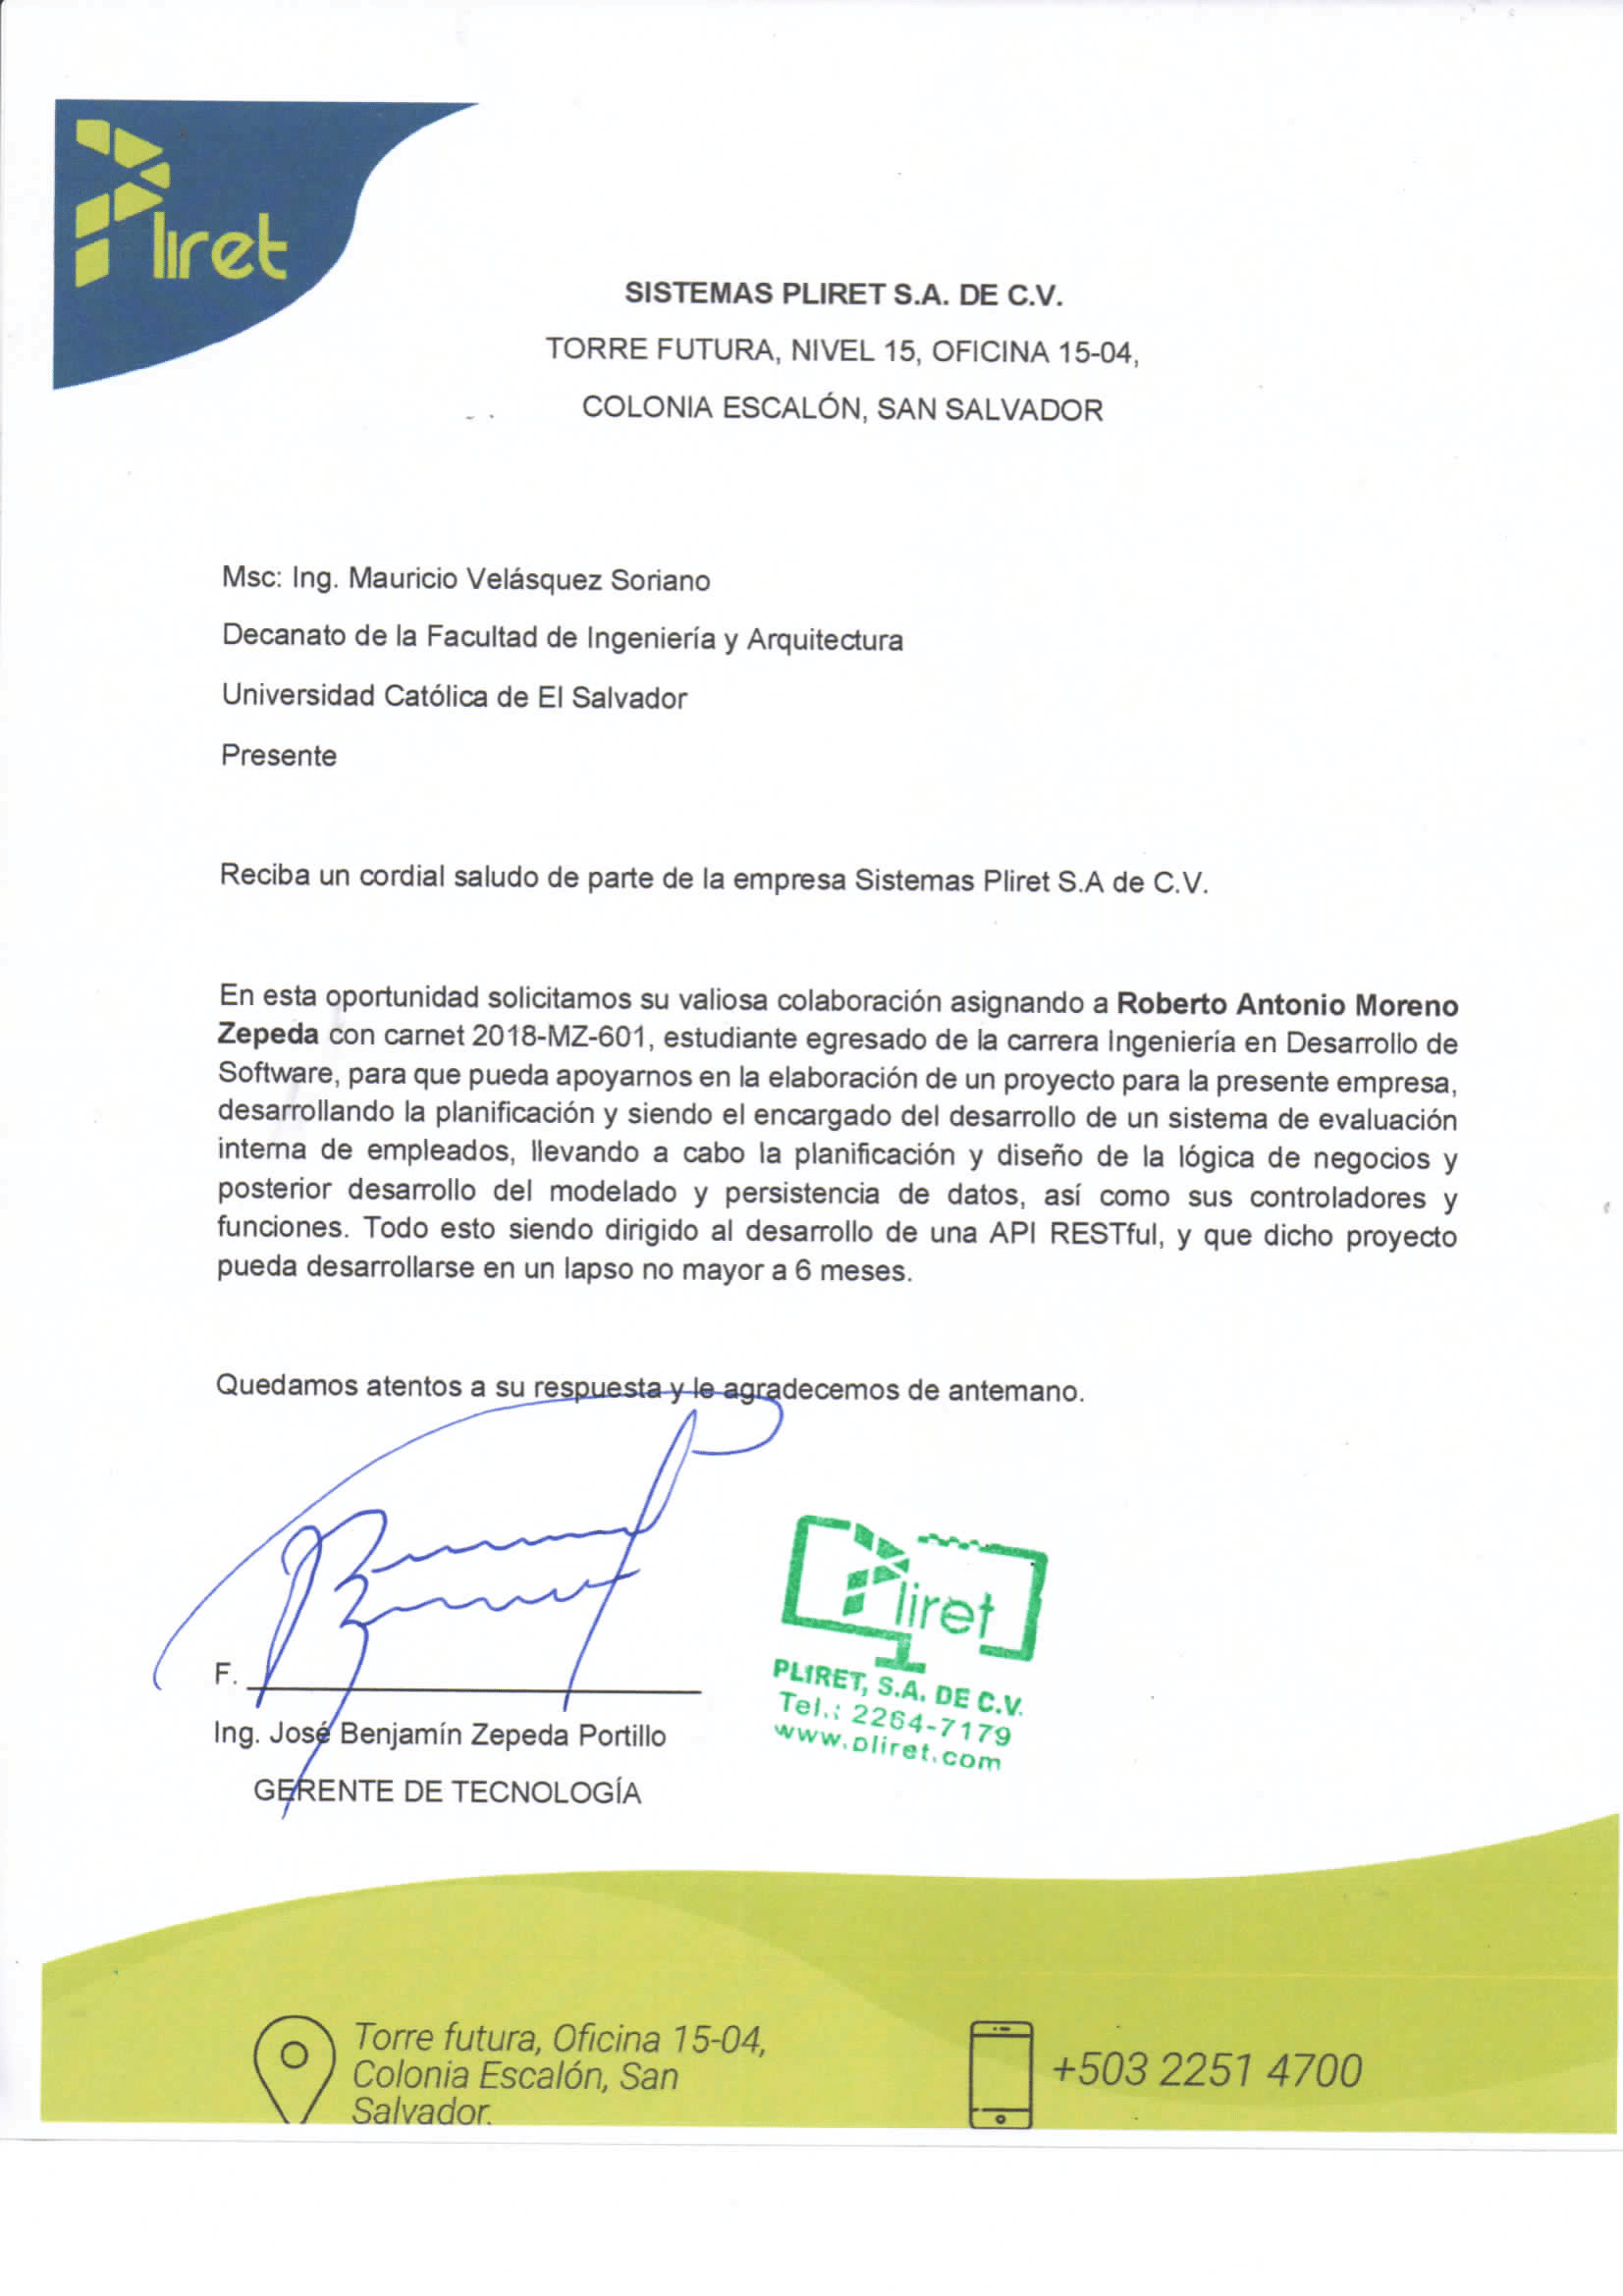 Pliret
SISTEMAS PLIRET S.A. DE C.V.
TORRE FUTURA, NIVEL 15, OFICINA 15-04,
COLONIA ESCALÓN, SAN SALVADOR
Msc: Ing. Mauricio Velásquez Soriano
Decanato de la Facultad de Ingeniería y Arquitectura
Universidad Católica de El Salvador
Presente
Reciba un cordial saludo de parte de la empresa Sistemas Pliret S.A de C.V.
En esta oportunidad solicitamos su valiosa colaboración asignando a Roberto Antonio Moreno
Zepeda con carnet 2018-MZ-601, estudiante egresado de la carrera Ingeniería en Desarrollo de
Software, para que pueda apoyarnos en la elaboración de un proyecto para la presente empresa,
desarrollando la planificación y siendo el encargado del desarrollo de un sistema de evaluación
interna de empleados, llevando a cabo la planificación y diseño de la lógica de negocios y
posterior desarrollo del modelado y persistencia de datos, así como sus controladores y
funciones. Todo esto siendo dirigido al desarrollo de una API RESTful, y que dicho proyecto
pueda desarrollarse en un lapso no mayor a 6 meses.
Quedamos atentos a su respuesta y le agradecemos de antemano.
F.
Ing. José Benjamín Zepeda Portillo
GERENTE DE TECNOLOGÍA
Pliret
PLIRET, S.A. DE C.V.
Tel.: 2264-7179
www.pliret.com
Torre futura, Oficina 15-04,
Colonia Escalón, San
Salvador.
+503 2251 4700